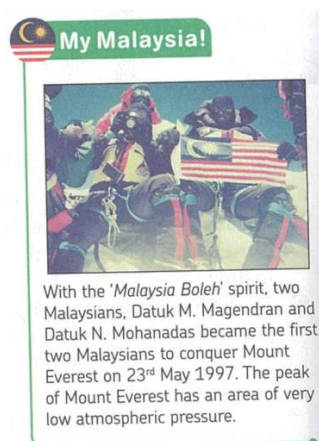 My Malaysia!
With the 'Malaysia Boleh' spirit, two
Malaysians, Datuk M. Magendran and
Datuk N. Mohanadas became the first
two Malaysians to conquer Mount
Everest on 23rd May 1997. The peak
of Mount Everest has an area of very
low atmospheric pressure.